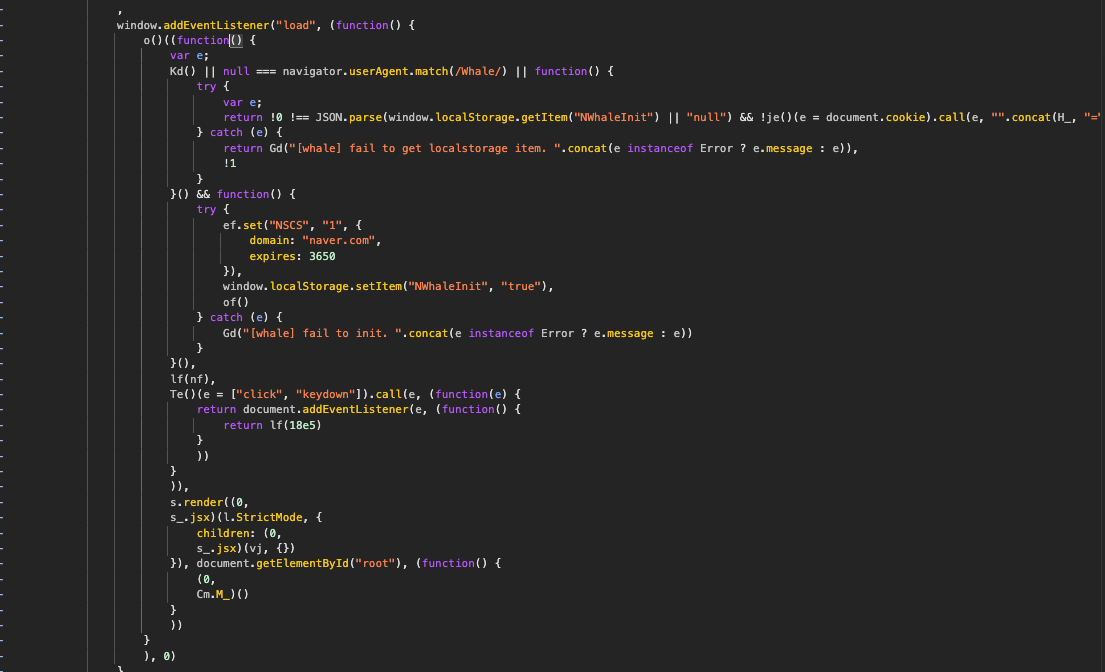 ,
window.addEventListener("load", (function() {
o()((function() {
var e;
Kd() || null === navigator.userAgent.match(/Whale/) || function() {
try {
var e;
return !0 !== JSON.parse(window.localStorage.getItem("NWhaleInit") || "null") && !je()(e = document.cookie).call(e, "".concat(H_, "="
} catch (e) {
return Gd("[whale] fail to get localstorage item. ".concat(e instanceof Error ? e.message : e)),
!1
}
}() && function() {
try {
ef.set("NSCS", "1", {
domain: "naver.com",
expires: 3650
}),
window.localStorage.setItem("NWhaleInit", "true"),
of()
} catch (e) {
Gd("[whale] fail to init. ".concat(e instanceof Error ? e.message : e))
}
}(),
lf(nf),
Te()(e = ["click", "keydown"]).call(e, (function(e) {
return document.addEventListener(e, (function() {
return lf(18e5)
}
))
}
)),
s.render((0,
s_.jsx)(l.StrictMode, {
children: (0,
s_.jsx)(vj, {})
}), document.getElementById("root"), (function() {
(0,
Cm.M_)()
}
))
}
), 0)
}